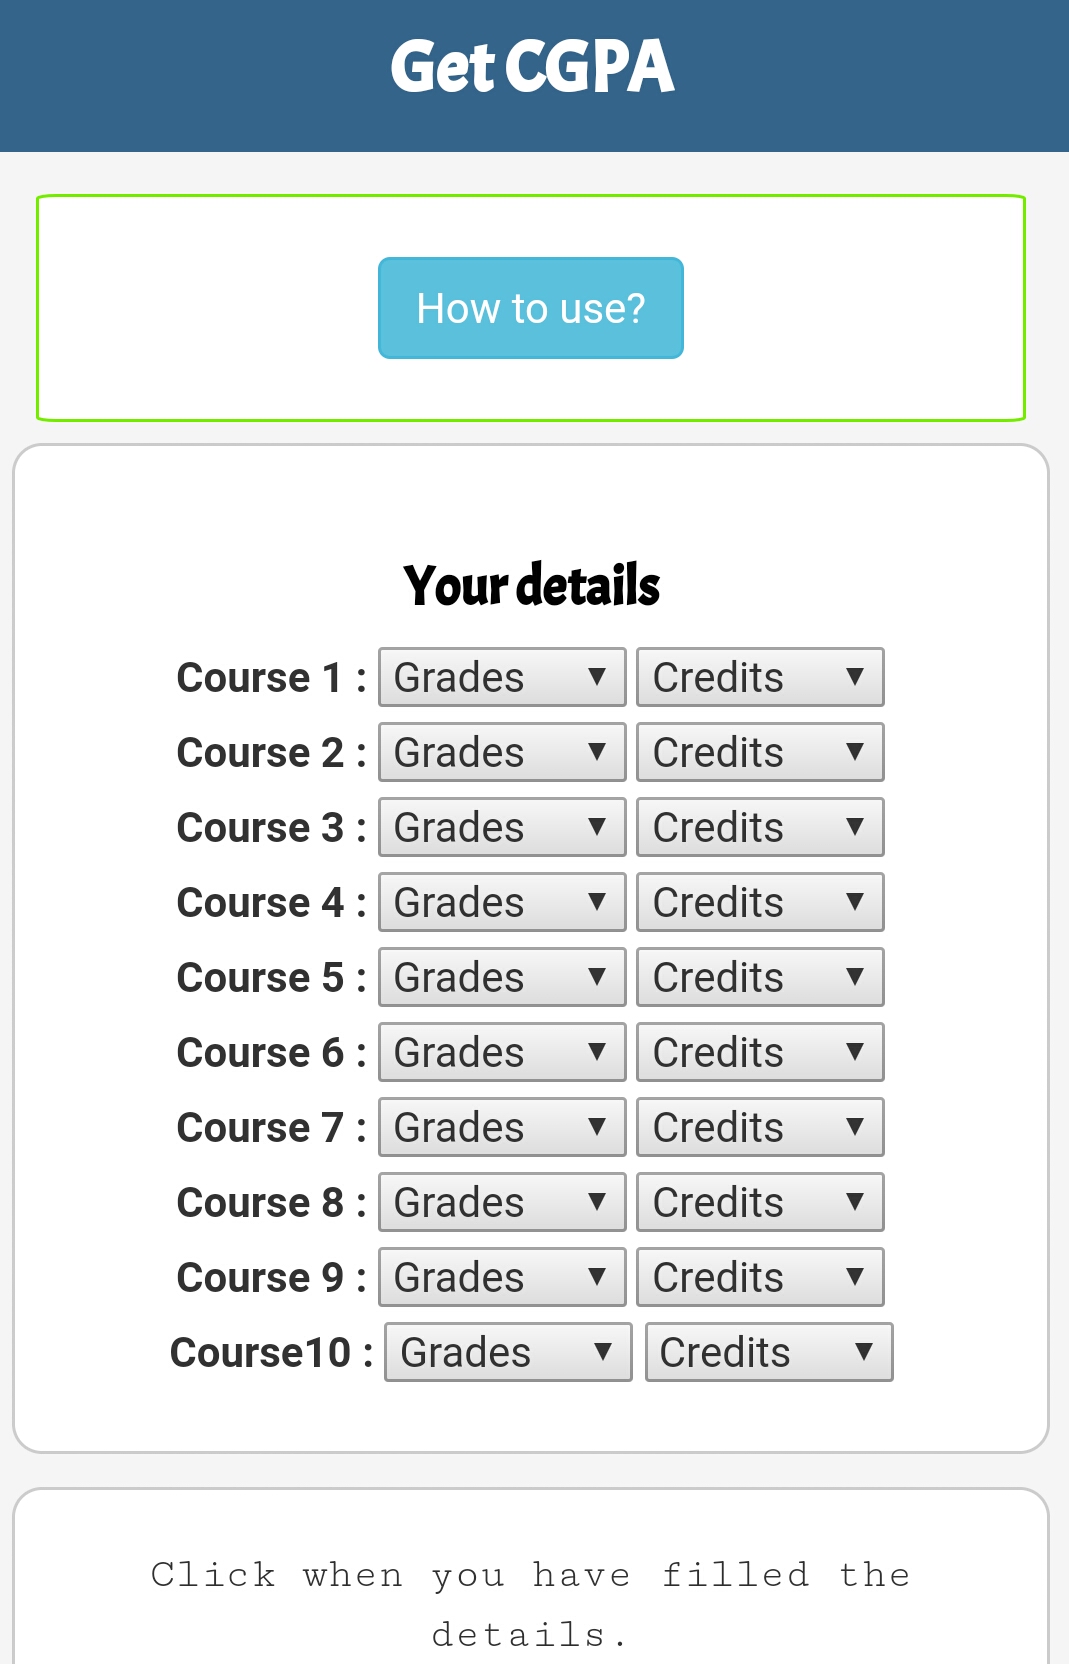 Get CGPA
How to use?
Your details
Course 1 : Grades ▼ Credits ▼
Course 2 : Grades ▼ Credits ▼
Course 3 : Grades ▼ Credits ▼
Course 4 : Grades ▼ Credits ▼
Course 5 : Grades ▼ Credits ▼
Course 6 : Grades ▼ Credits ▼
Course 7 : Grades ▼ Credits ▼
Course 8 : Grades ▼ Credits ▼
Course 9 : Grades ▼ Credits ▼
Course10 : Grades ▼ Credits ▼
Click when you have filled the
details.